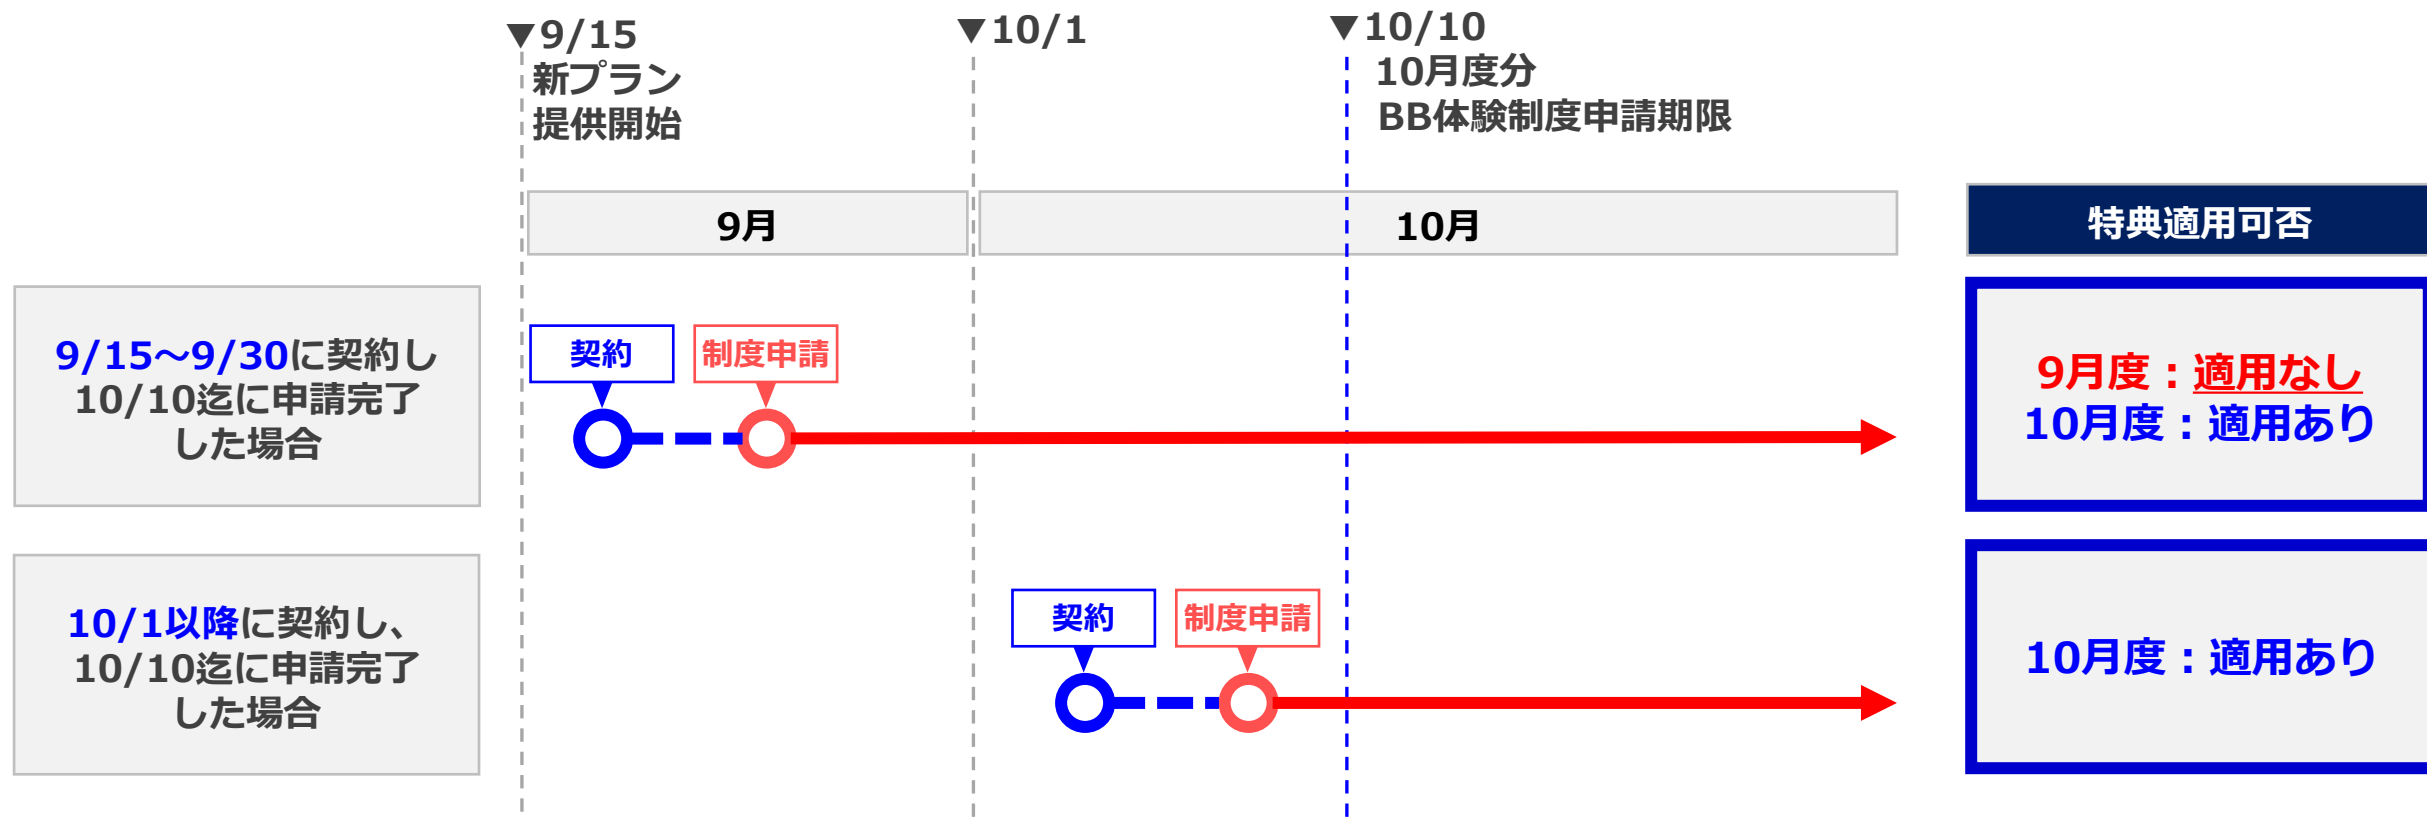 ▼9/15
新プラン
提供開始
▼10/1
▼10/10
10月度分
BB体験制度申請期限
9月
10月
特典適用可否
9/15～9/30に契約し
10/10迄に申請完了
した場合
契約
制度申請
9月度：適用なし
10月度：適用あり
10/1以降に契約し、
10/10迄に申請完了
した場合
契約
制度申請
10月度：適用あり